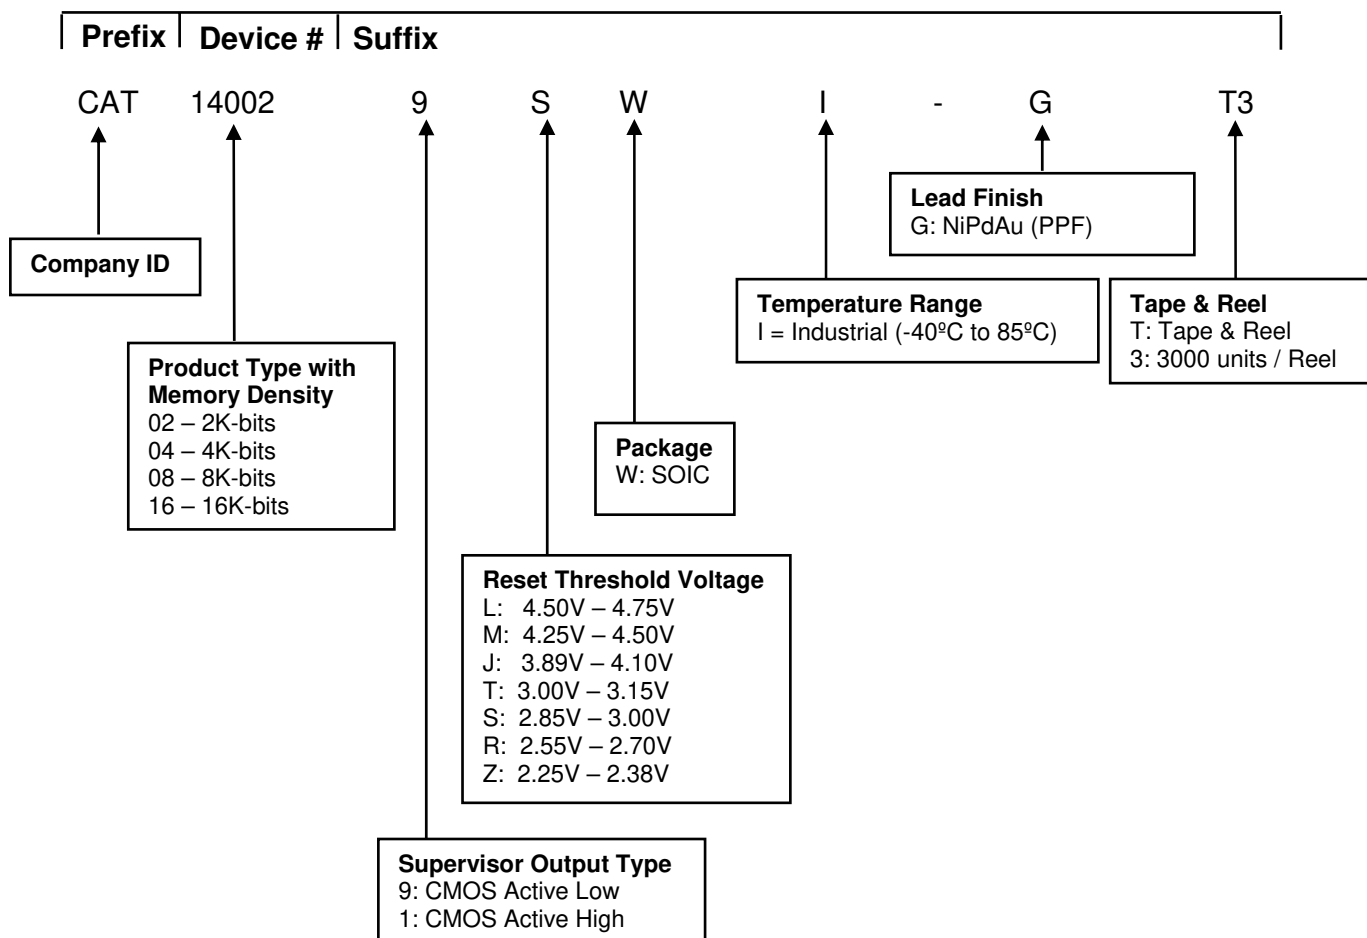 Prefix Device # Suffix
CAT 14002 9 S W I - G T3
Lead Finish
G: NiPdAu (PPF)
Company ID
Temperature Range
I = Industrial (-40ºC to 85ºC)
Tape & Reel
T: Tape & Reel
3: 3000 units / Reel
Product Type with
Memory Density
02 – 2K-bits
04 – 4K-bits
08 – 8K-bits
16 – 16K-bits
Package
W: SOIC
Reset Threshold Voltage
L: 4.50V – 4.75V
M: 4.25V – 4.50V
J: 3.89V – 4.10V
T: 3.00V – 3.15V
S: 2.85V – 3.00V
R: 2.55V – 2.70V
Z: 2.25V – 2.38V
Supervisor Output Type
9: CMOS Active Low
1: CMOS Active High